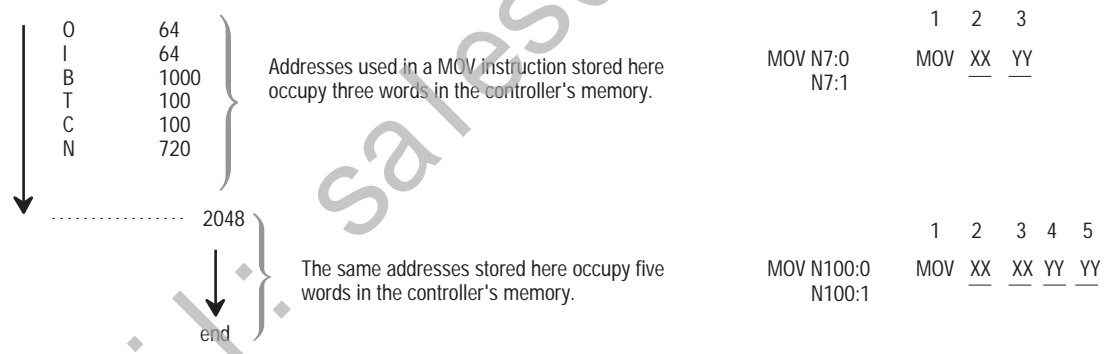 O 64
I 64
B 1000
T 100
C 100
N 720
Addresses used in a MOV instruction stored here
occupy three words in the controller's memory.
1 2 3
MOV N7:0 MOV XX YY
N7:1
2048
end
The same addresses stored here occupy five
words in the controller's memory.
1 2 3 4 5
MOV N100:0 MOV XX XX YY YY
N100:1
l: sales